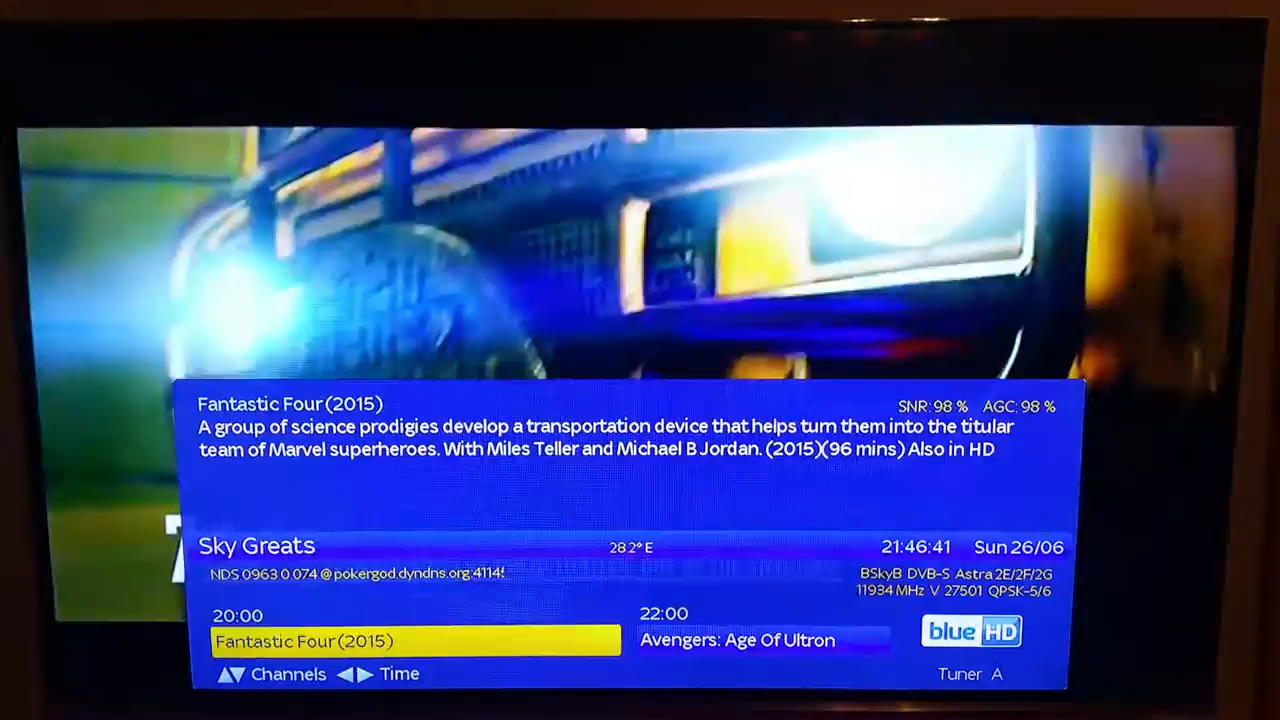 Fantastic Four (2015)
SNR: 98 % AGC: 98 %
A group of science prodigies develop a transportation device that helps turn them into the titular
team of Marvel superheroes. With Miles Teller and Michael B Jordan. (2015)(96 mins) Also in HD
Sky Greats 28.2° E 21:46:41 Sun 26/06
NDS 0963 0.074 @ pokergod.dyndns.org:4114
BSkyB DVB-S Astra 2E/2F/2G
11934 MHz V 27501 QPSK-5/6
20:00 22:00
Fantastic Four (2015) Avengers: Age Of Ultron
blue HD
Channels Time
Tuner A